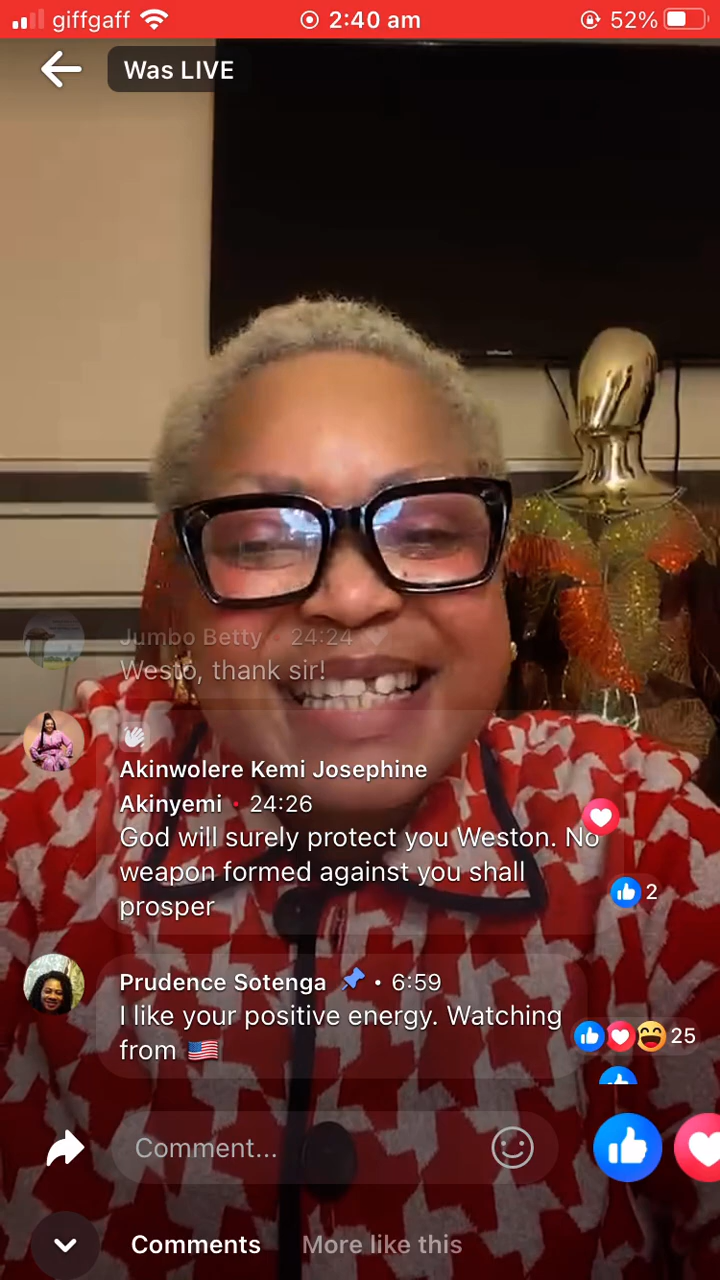 giffgaff 2:40 am 52%
Was LIVE
Jumbo Betty • 24:24
Westo, thank sir!
Akinwolere Kemi Josephine
Akinyemi • 24:26
God will surely protect you Weston. No
weapon formed against you shall
prosper
2
Prudence Sotenga • 6:59
I like your positive energy. Watching
from 🇺🇸
25
Comment...
Comments More like this